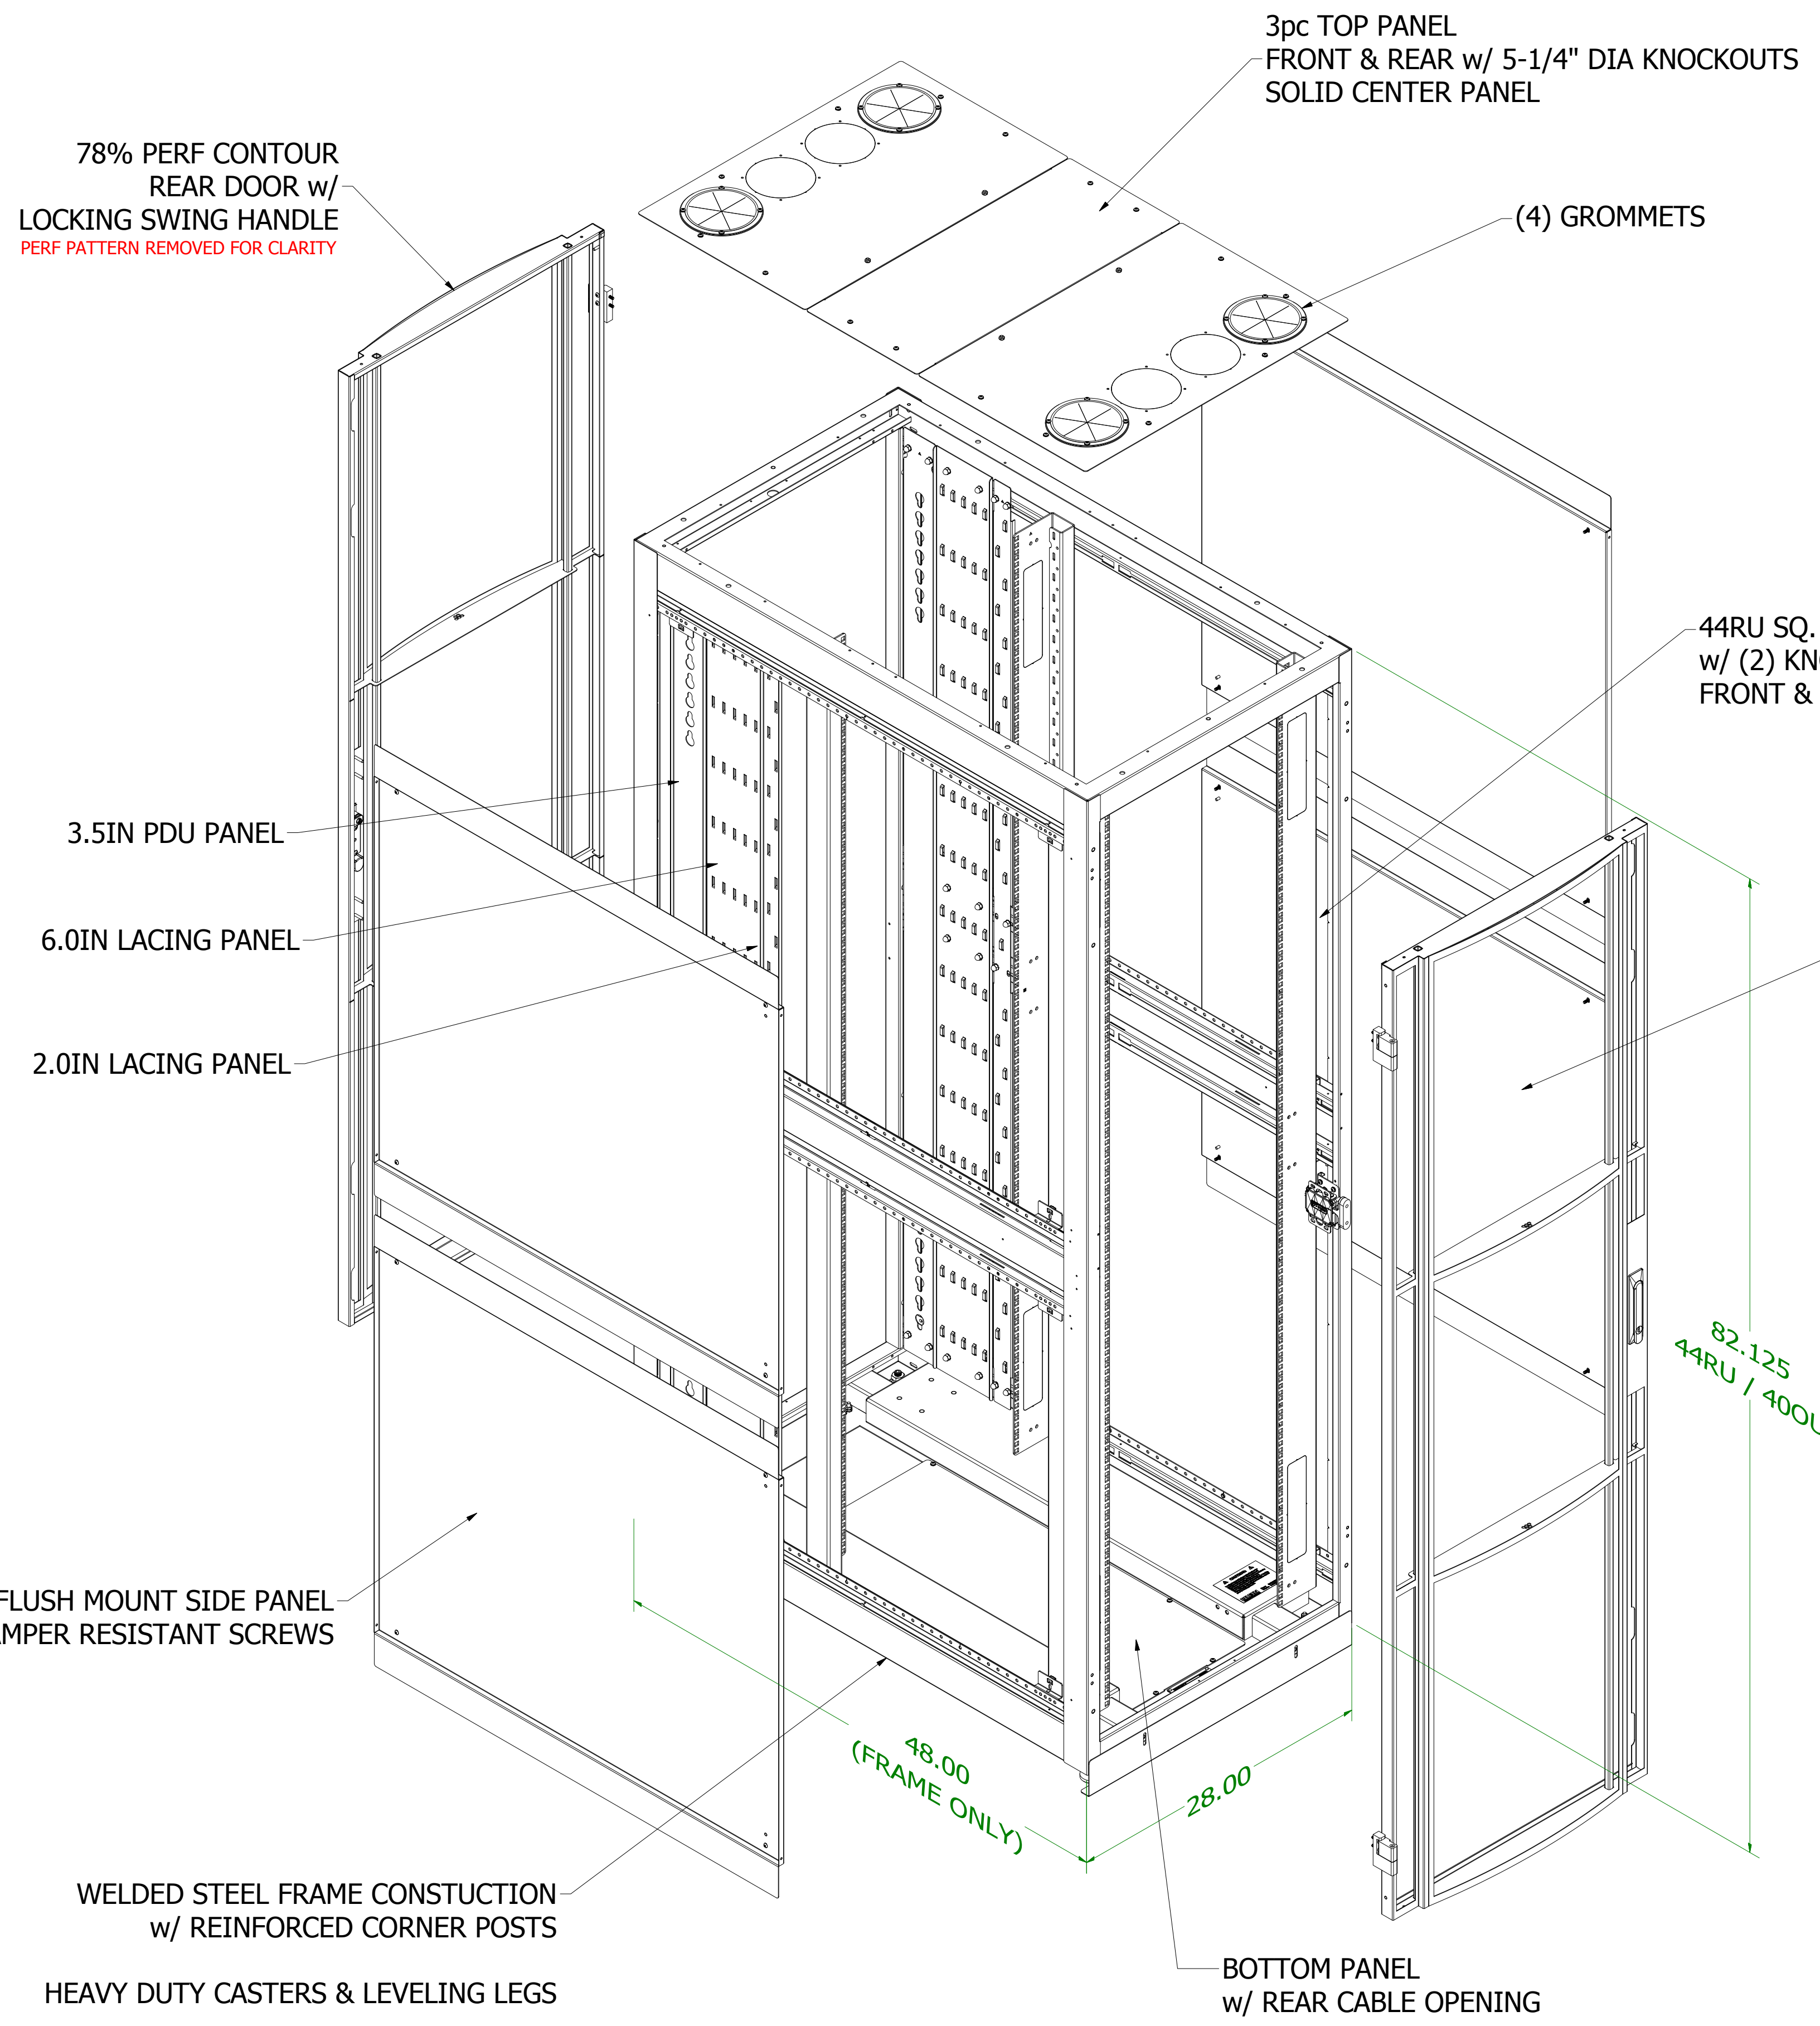 3pc TOP PANEL
FRONT & REAR w/ 5-1/4" DIA KNOCKOUTS
SOLID CENTER PANEL
78% PERF CONTOUR
REAR DOOR w/
LOCKING SWING HANDLE
PERF PATTERN REMOVED FOR CLARITY
(4) GROMMETS
44RU SQ.
w/ (2)
FRONT &
3.5IN PDU PANEL
6.0IN LACING PANEL
2.0IN LACING PANEL
82.125
44RU / 40OU
FLUSH MOUNT SIDE PANEL
RESISTANT SCREWS
48.00
(FRAME ONLY)
28.00
WELDED STEEL FRAME CONSTUCTION
w/ REINFORCED CORNER POSTS
HEAVY DUTY CASTERS & LEVELING LEGS
BOTTOM PANEL
w/ REAR CABLE OPENING